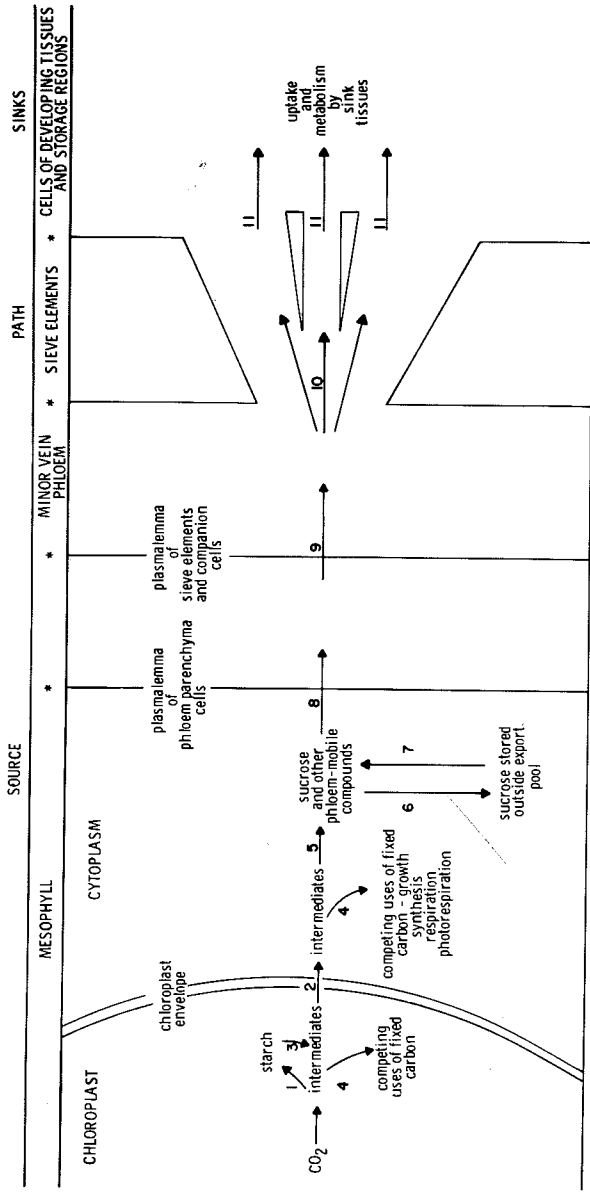 SOURCE
PATH
SINKS
MESOPHYLL
MINOR VEIN
PHLOEM
SIEVE ELEMENTS
CELLS OF DEVELOPING TISSUES
AND STORAGE REGIONS
*
*
*
*
CHLOROPLAST
CYTOPLASM
chloroplast
envelope
plasmalemma
of
phloem parenchyma
cells
plasmalemma
of
sieve elements
and companion
cells
CO2
starch
1
3
intermediates
2
4
competing
uses of fixed
carbon
intermediates
4
5
competing uses of fixed
carbon - growth
synthesis
respiration
photorespiration
sucrose
and other
phloem-mobile
compounds
6
7
sucrose stored
outside export
pool
8
9
10
11
11
11
uptake
and
metabolism
by
sink
tissues